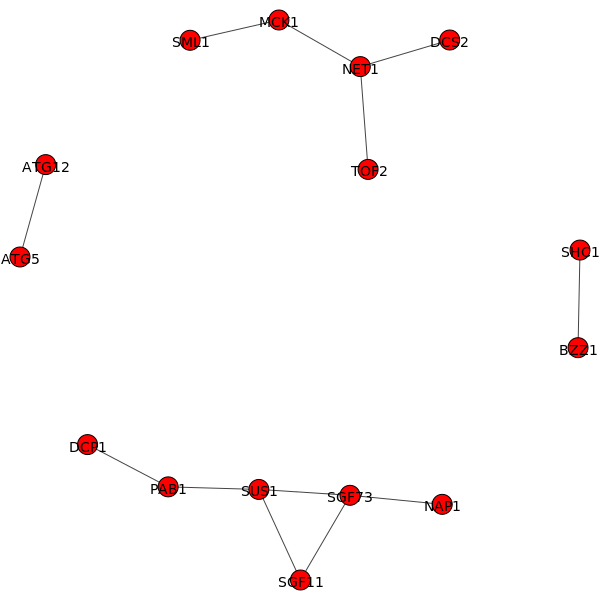 MCK1
SML1
DCS2
NET1
ATG12
TOF2
SHC1
ATG5
BZZ1
DCP1
PAB1
SUS1
SGF73
NAP1
SGF11